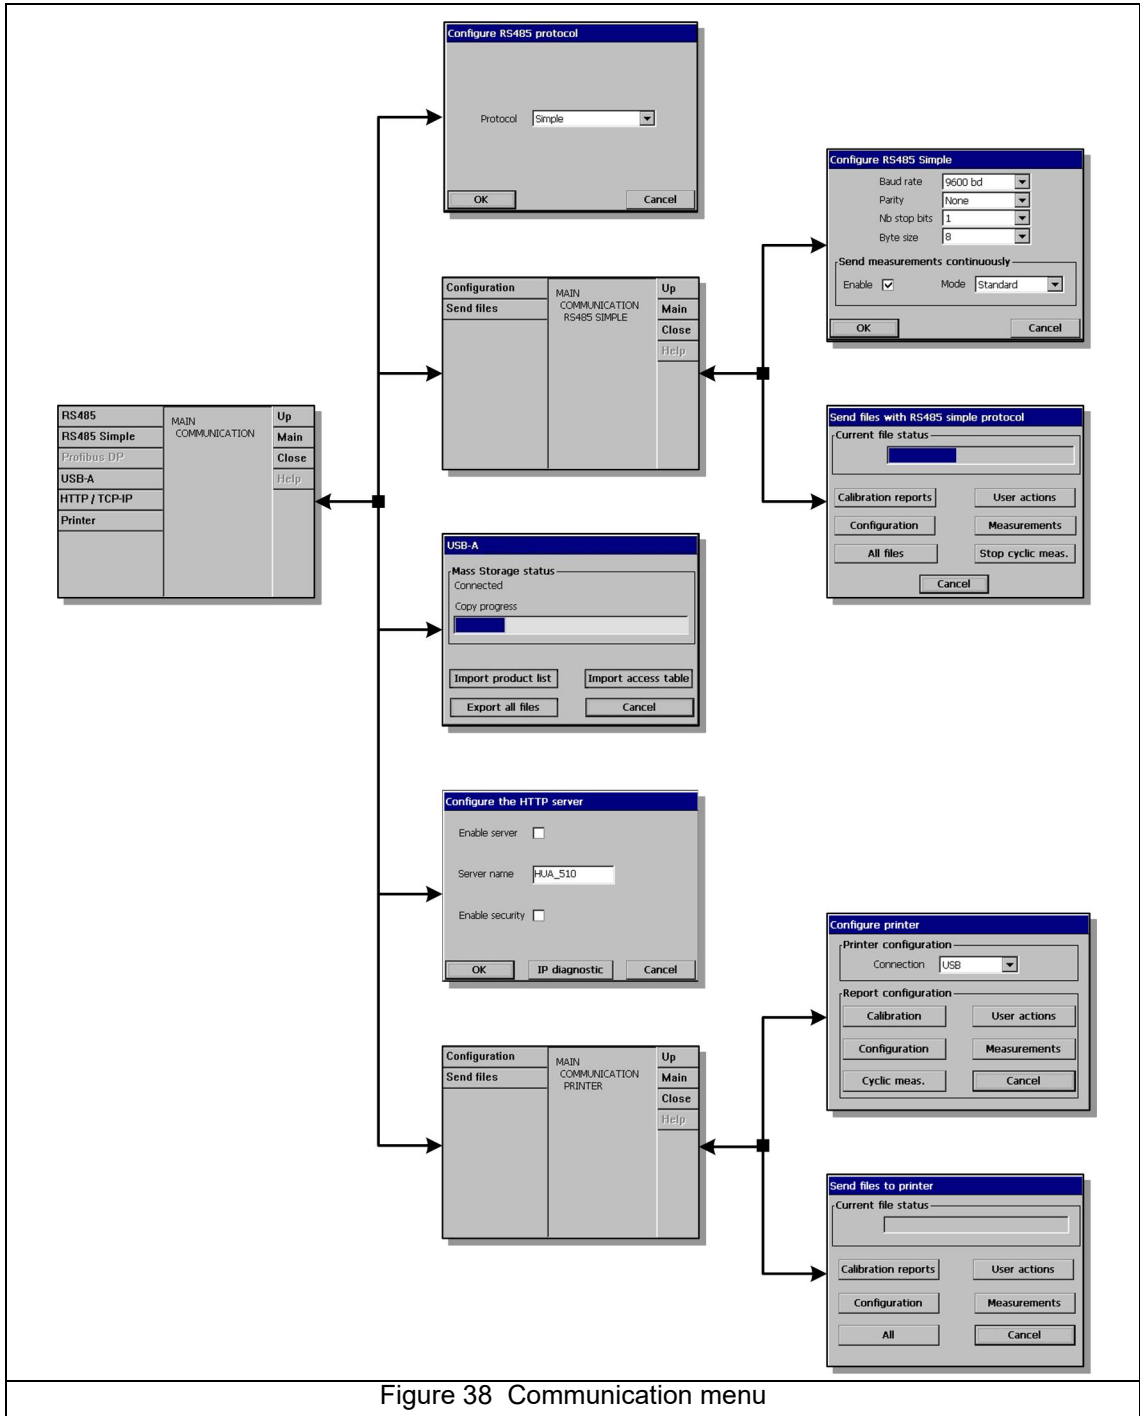 Configure RS485 protocol
Protocol Simple
OK Cancel
Configure RS485 Simple
Baud rate 9600 bd
Parity None
Nb stop bits 1
Byte size 8
Send measurements continuously
Enable Mode Standard
OK Cancel
Configuration
Send files
MAIN
COMMUNICATION
RS485 SIMPLE
Up
Main
Close
Help
RS485
RS485 Simple
Profibus DP
USB-A
HTTP / TCP-IP
Printer
MAIN
COMMUNICATION
Up
Main
Close
Help
Send files with RS485 simple protocol
Current file status
Calibration reports User actions
Configuration Measurements
All files Stop cyclic meas.
Cancel
USB-A
Mass Storage status
Connected
Copy progress
Import product list Import access table
Export all files Cancel
Configure the HTTP server
Enable server
Server name HUA_510
Enable security
OK IP diagnostic Cancel
Configure printer
Printer configuration
Connection USB
Report configuration
Calibration User actions
Configuration Measurements
Cyclic meas. Cancel
Configuration
Send files
MAIN
COMMUNICATION
PRINTER
Up
Main
Close
Help
Send files to printer
Current file status
Calibration reports User actions
Configuration Measurements
All Cancel
Figure 38 Communication menu